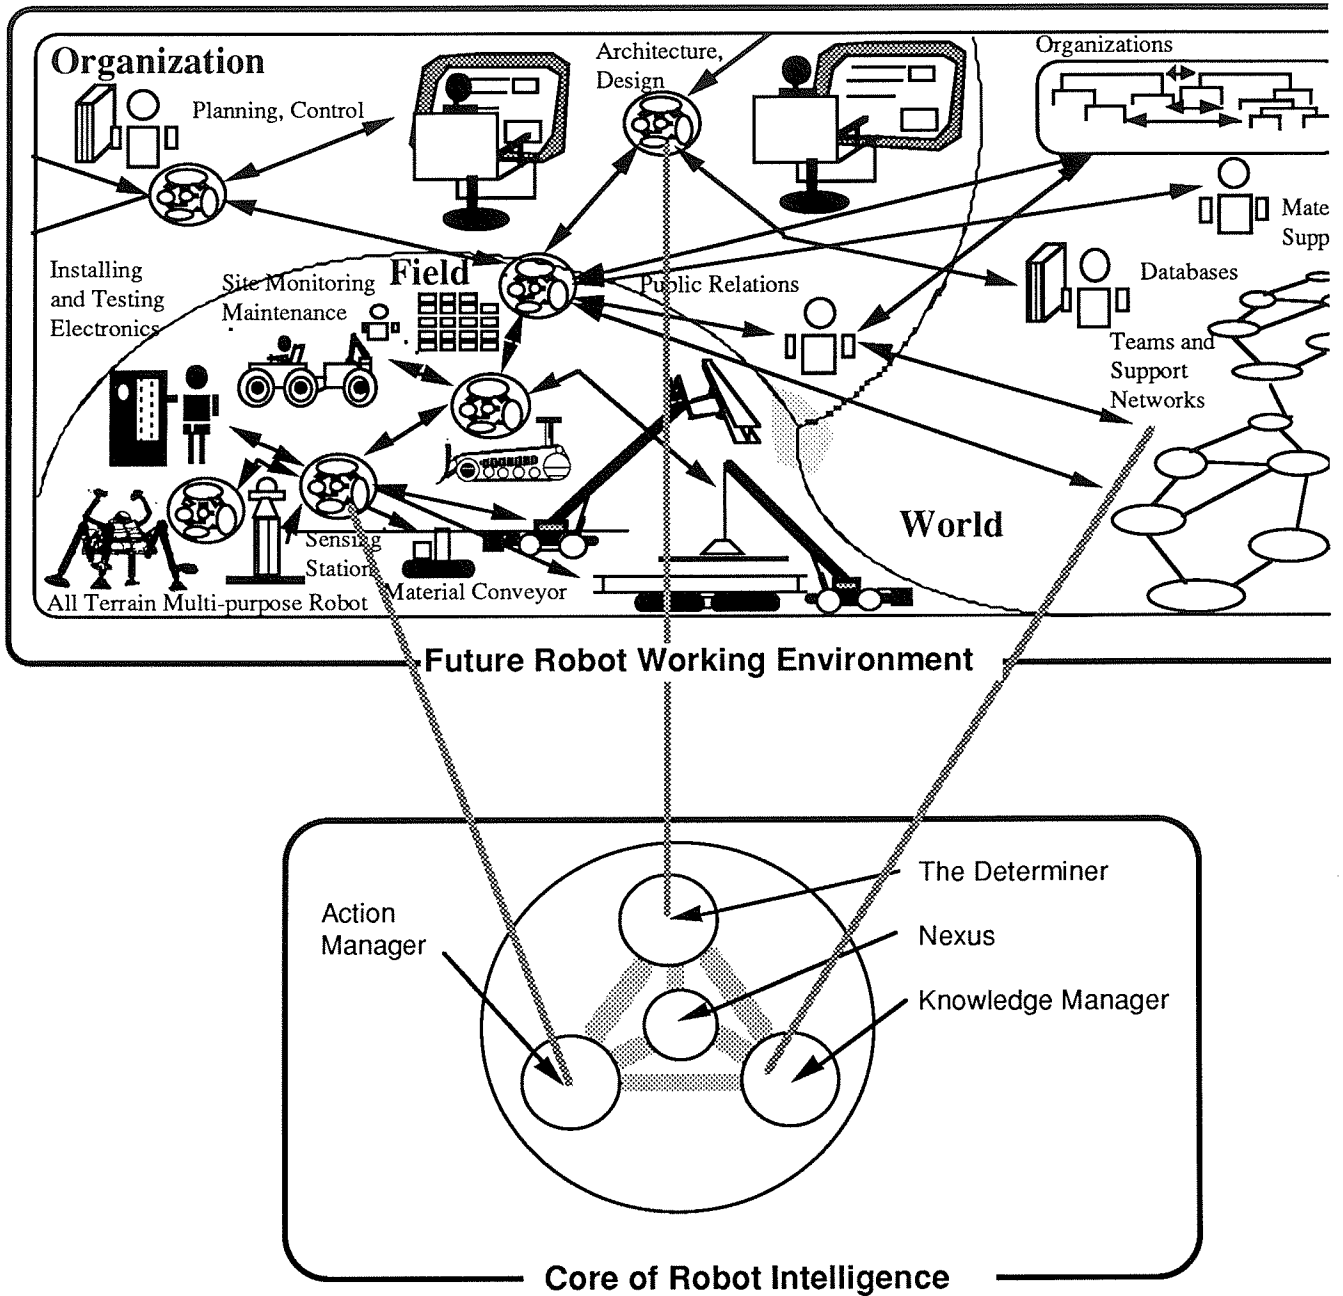 Organization
Planning, Control
Architecture,
Design
Organizations
Mate
Supp
Installing
and Testing
Electronics
Site Monitoring
Maintenance
Field
Public Relations
Databases
Teams and
Support
Networks
World
Sensing
Station
Material Conveyor
All Terrain Multi-purpose Robot
Future Robot Working Environment
The Determiner
Action
Manager
Nexus
Knowledge Manager
Core of Robot Intelligence